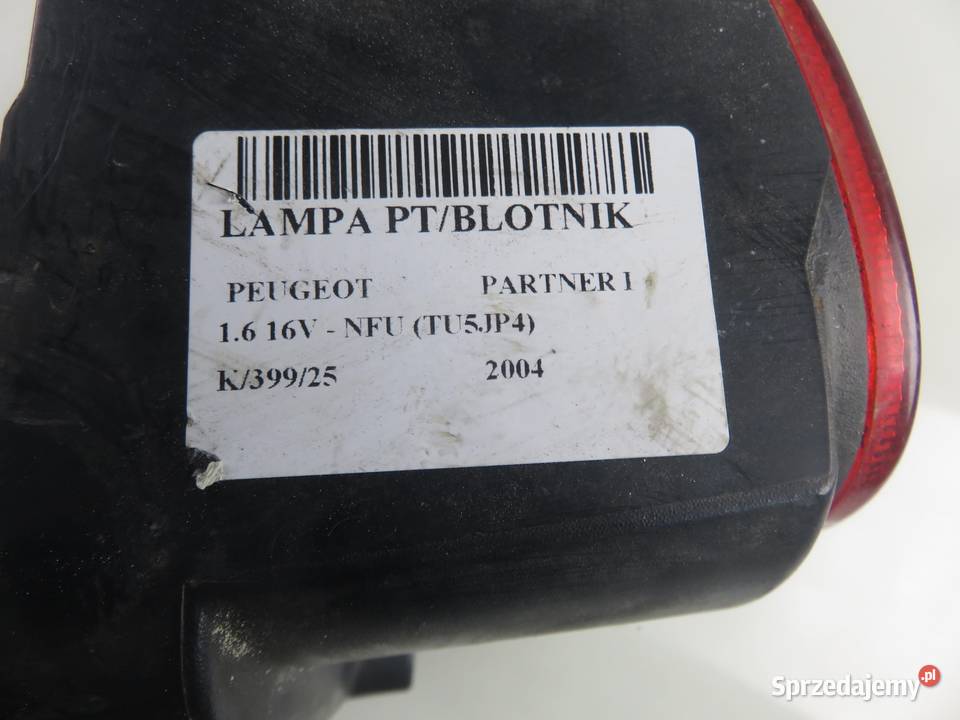 LAMPA PT/BLOTNIK
PEUGEOT PARTNER I
1.6 16V - NFU (TU5JP4)
K/399/25 2004
Sprzedajemy.pl